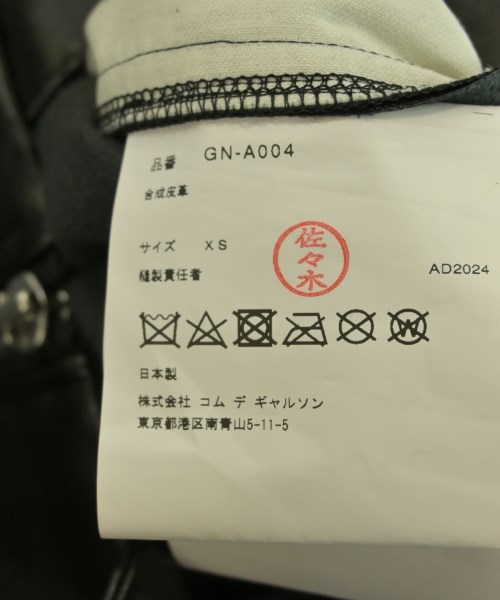 品番 GN-A004
合成皮革
サイズ XS
佐々木
縫製責任者
AD2024
W
日本製
株式会社 コム デ ギャルソン
東京都港区南青山5-11-5